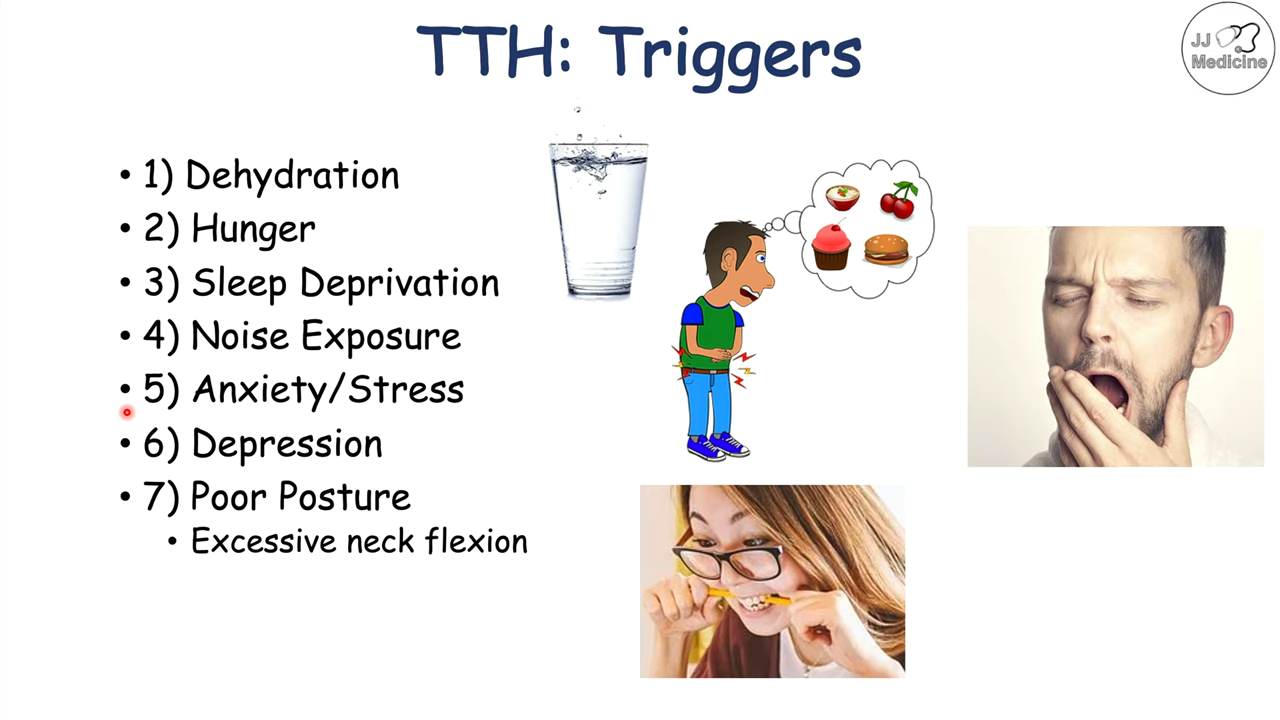 TTH: Triggers
JJ
Medicine
• 1) Dehydration
• 2) Hunger
• 3) Sleep Deprivation
• 4) Noise Exposure
• 5) Anxiety/Stress
• 6) Depression
• 7) Poor Posture
• Excessive neck flexion